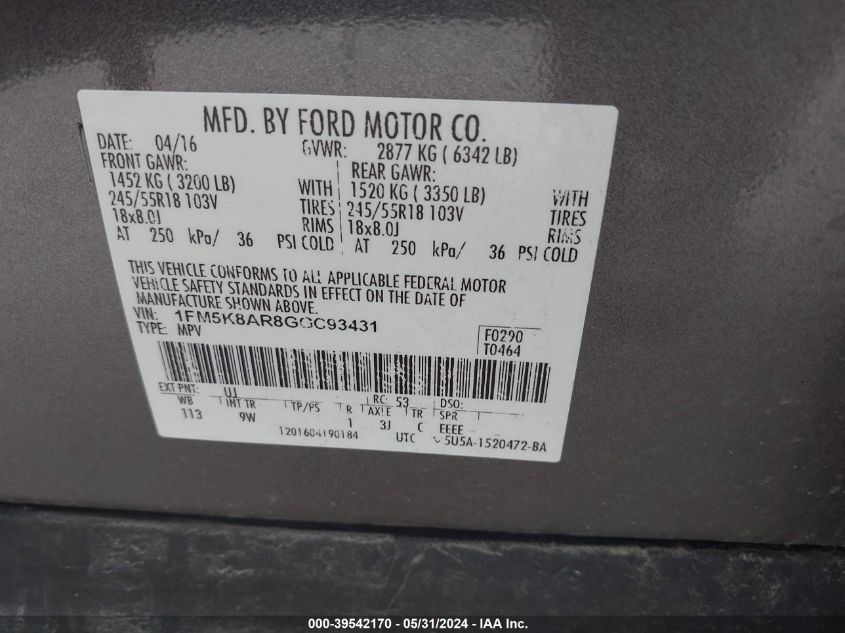 MFD. BY FORD MOTOR CO.
DATE: 04/16 GVWR: 2877 KG ( 6342 LB)
FRONT GAWR: REAR GAWR:
1452 KG ( 3200 LB) WITH 1520 KG ( 3350 LB) WITH
245/55R18 103V TIRES 245/55R18 103V TIRES
18x8.0J RIMS 18x8.0J RIMS
AT 250 kPa/ 36 PSI COLD AT 250 kPa/ 36 PSI COLD
THIS VEHICLE CONFORMS TO ALL APPLICABLE FEDERAL MOTOR
VEHICLE SAFETY STANDARDS IN EFFECT ON THE DATE OF
MANUFACTURE SHOWN ABOVE.
VIN: 1FM5K8AR8GGC93431
TYPE: MPV
F0290
T0464
EXT PNT: UJ RC: 53 DSO:
WB INT TR TP/PS R AXLE TR SPR
113 9W 1 3J C EEEE
1201604190184 UTC 5U5A-1520472-BA
000-39542170 - 05/31/2024 - IAA Inc.